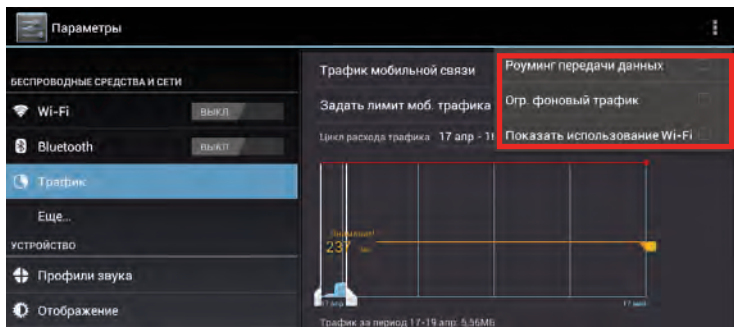 Параметры
БЕСПРОВОДНЫЕ СРЕДСТВА И СЕТИ
Wi-Fi
ВЫКЛ
Bluetooth
ВЫКЛ
Трафик
Еще...
УСТРОЙСТВО
Профили звука
Отображение
Трафик мобильной связи
Задать лимит моб. трафика
Цикл расхода трафика 17 апр - 1
Роуминг передачи данных
Огр. фоновый трафик
Показать использование Wi-Fi
Внимание!
237
17 апр
17 май
Трафик за период 17-19 апр: 5,56МБ